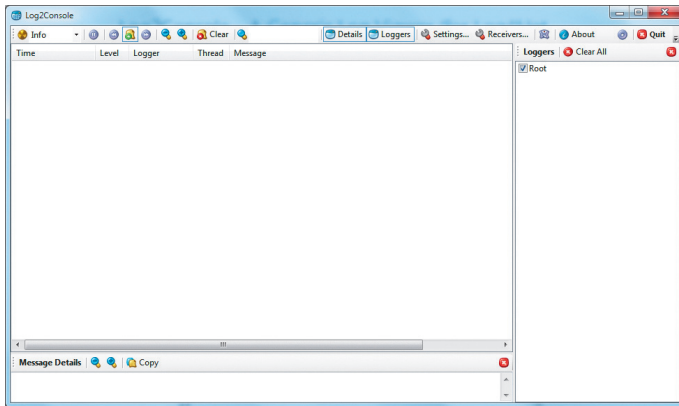 Log2Console
Info Clear Details Loggers Settings... Receivers... About Quit
Time Level Logger Thread Message
Loggers Clear All
Root
Message Details Copy